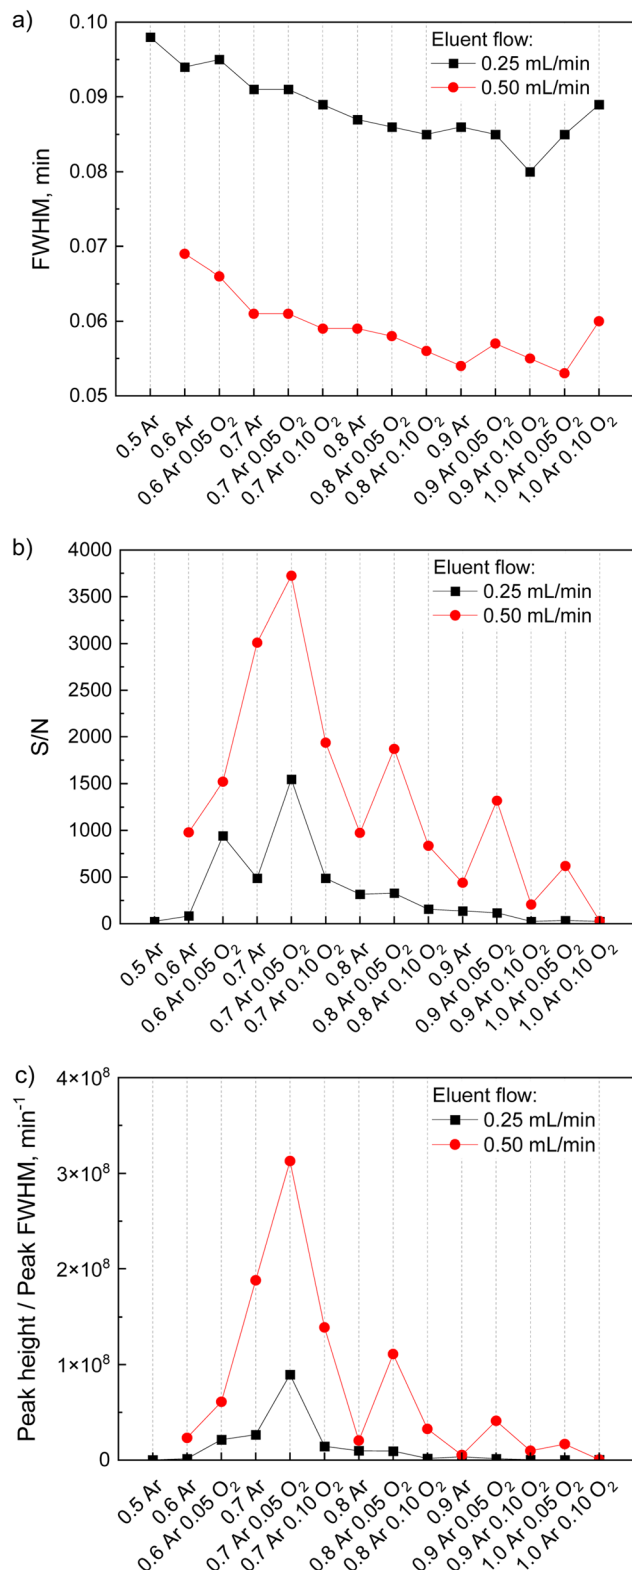 a)
Eluent flow:
0.25 mL/min
0.50 mL/min
FWHM, min
0.10
0.09
0.08
0.07
0.06
0.05
0.5 Ar
0.6 Ar
0.6 Ar 0.05 O₂
0.7 Ar
0.7 Ar 0.05 O₂
0.7 Ar 0.10 O₂
0.8 Ar
0.8 Ar 0.05 O₂
0.8 Ar 0.10 O₂
0.9 Ar
0.9 Ar 0.05 O₂
0.9 Ar 0.10 O₂
1.0 Ar 0.05 O₂
1.0 Ar 0.10 O₂
b)
Eluent flow:
0.25 mL/min
0.50 mL/min
S/N
4000
3500
3000
2500
2000
1500
1000
500
0
0.5 Ar
0.6 Ar
0.6 Ar 0.05 O₂
0.7 Ar
0.7 Ar 0.05 O₂
0.7 Ar 0.10 O₂
0.8 Ar
0.8 Ar 0.05 O₂
0.8 Ar 0.10 O₂
0.9 Ar
0.9 Ar 0.05 O₂
0.9 Ar 0.10 O₂
1.0 Ar 0.05 O₂
1.0 Ar 0.10 O₂
c)
Eluent flow:
0.25 mL/min
0.50 mL/min
Peak height / Peak FWHM, min⁻¹
4×10⁸
3×10⁸
2×10⁸
1×10⁸
0
0.5 Ar
0.6 Ar
0.6 Ar 0.05 O₂
0.7 Ar
0.7 Ar 0.05 O₂
0.7 Ar 0.10 O₂
0.8 Ar
0.8 Ar 0.05 O₂
0.8 Ar 0.10 O₂
0.9 Ar
0.9 Ar 0.05 O₂
0.9 Ar 0.10 O₂
1.0 Ar 0.05 O₂
1.0 Ar 0.10 O₂